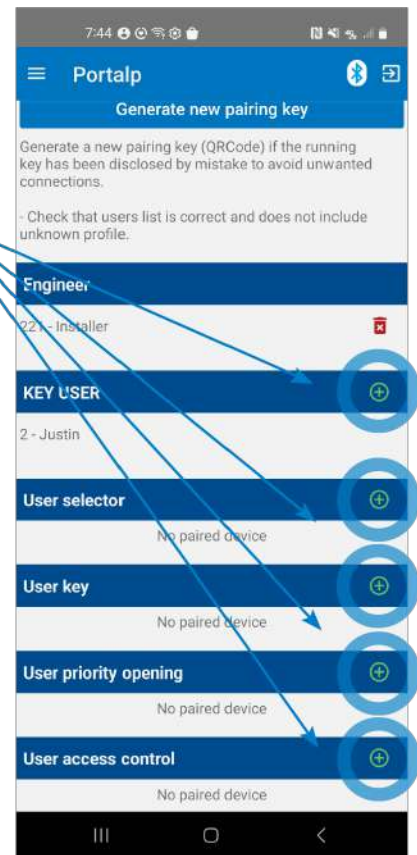 7:44
Portalp
Generate new pairing key
Generate a new pairing key (QRCode) if the running
key has been disclosed by mistake to avoid unwanted
connections.
- Check that users list is correct and does not include
unknown profile.
Engineer
221 - Installer
KEY USER
2 - Justin
User selector
No paired device
User key
No paired device
User priority opening
No paired device
User access control
No paired device